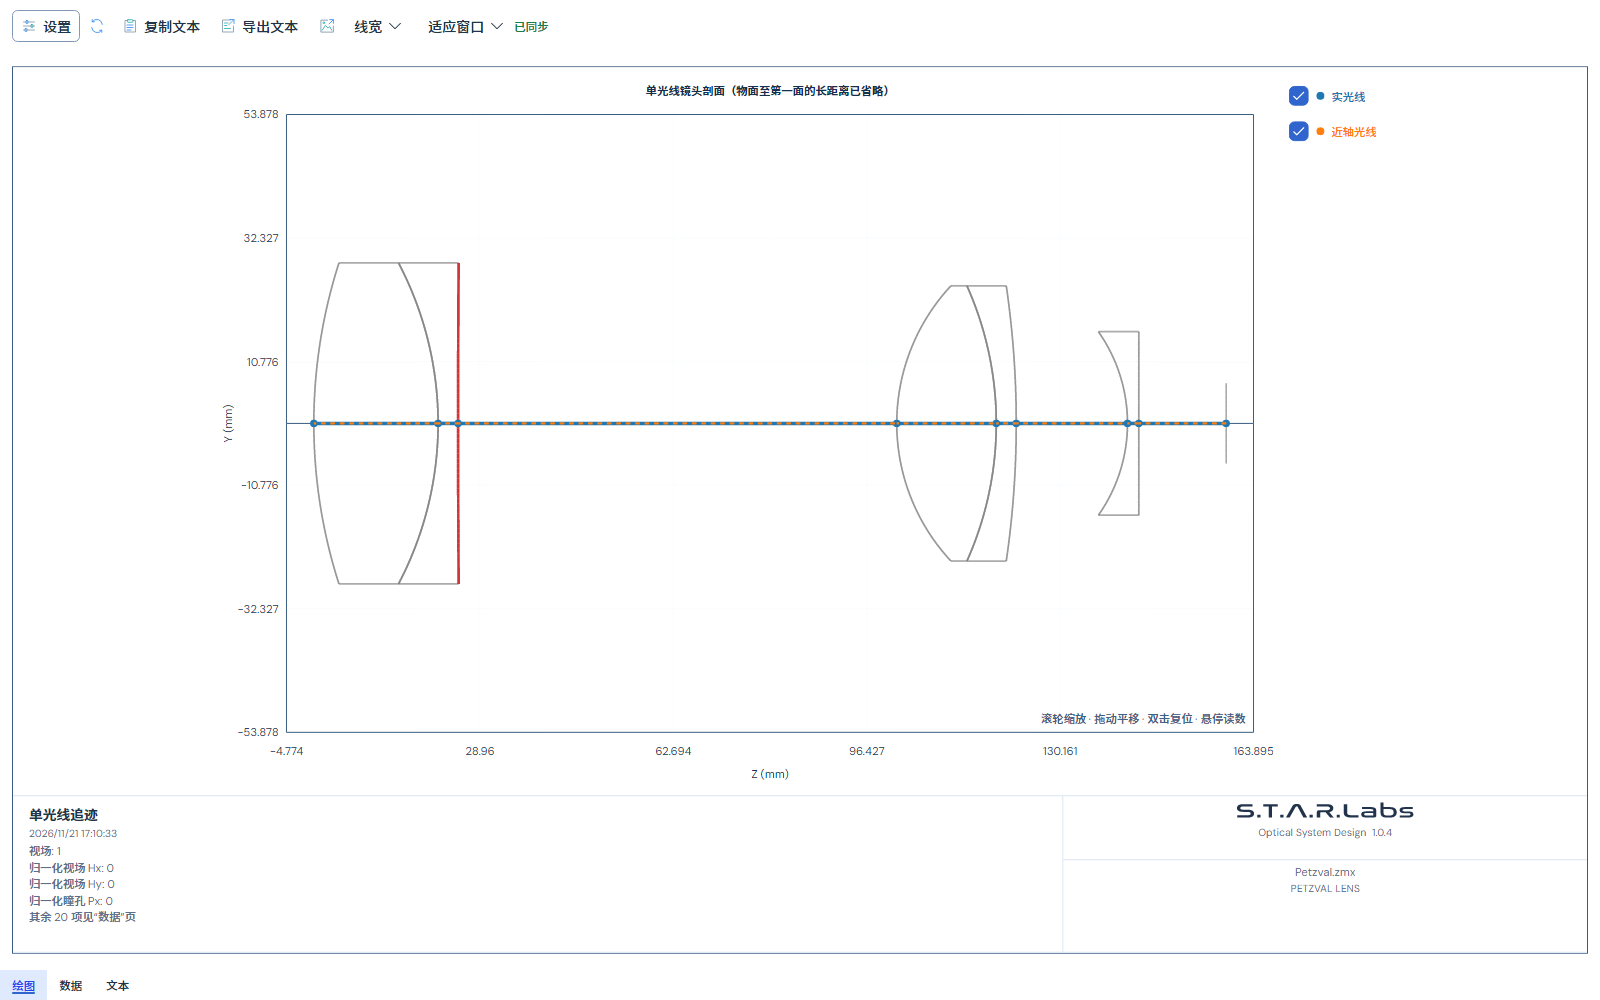 设置 复制文本 导出文本 线宽 适应窗口 已同步
单光线镜头剖面（物面至第一面的长距离已省略）
实光线
近轴光线
53.878
32.327
10.776
-10.776
-32.327
-53.878
Y (mm)
滚轮缩放 · 拖动平移 · 双击复位 · 悬停读数
-4.774 28.96 62.694 96.427 130.161 163.895
Z (mm)
单光线追迹
2026/11/21 17:10:33
视场: 1
归一化视场 Hx: 0
归一化视场 Hy: 0
归一化瞳孔 Px: 0
其余 20 项见"数据"页
S.T.A.R.Labs
Optical System Design 1.0.4
Petzval.zmx
PETZVAL LENS
绘图 数据 文本